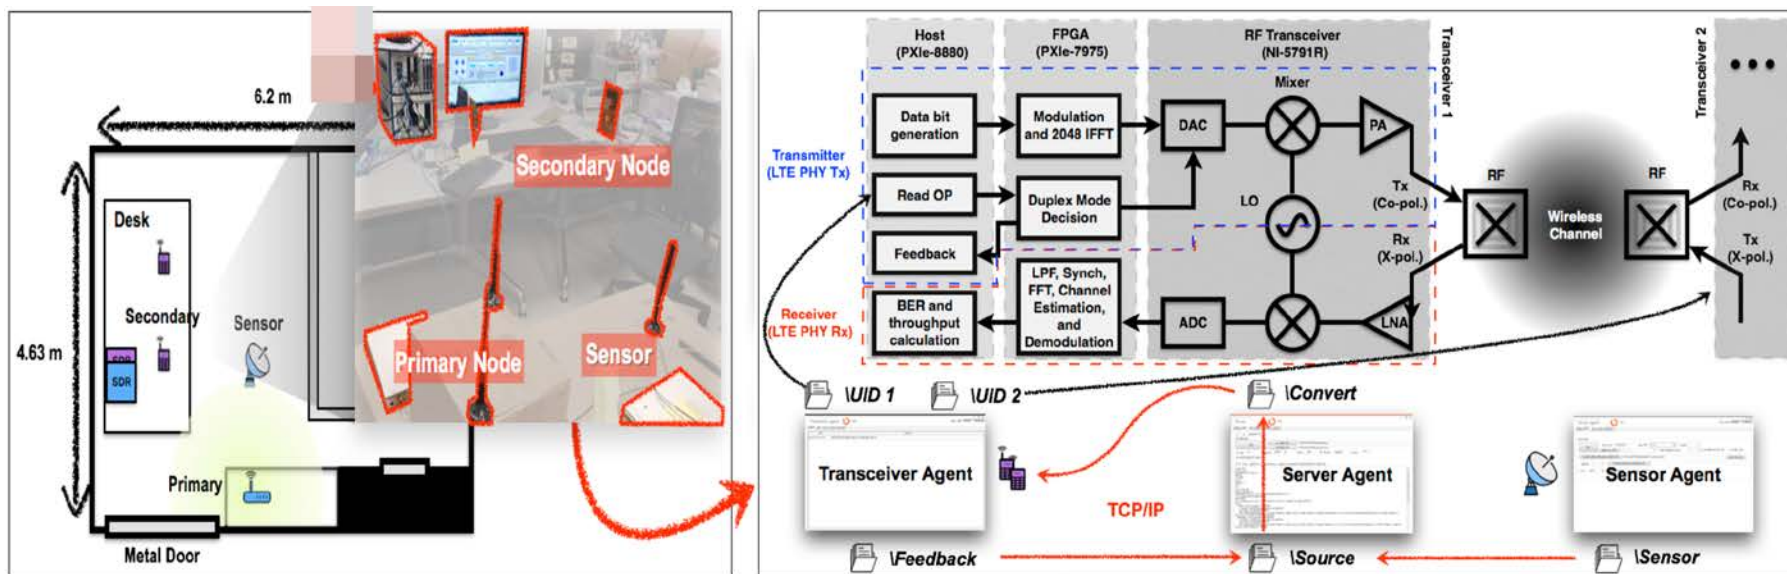 6.2 m
4.63 m
Desk
Secondary
SDR
SDR
Sensor
Primary
Metal Door
Secondary Node
Primary Node
Sensor
Host
(PXIe-8880)
FPGA
(PXIe-7975)
RF Transceiver
(NI-5791R)
Transceiver 1
Transceiver 2
Transmitter
(LTE PHY Tx)
Data bit
generation
Modulation
and 2048 IFFT
DAC
Mixer
PA
Read OP
Duplex Mode
Decision
LO
Feedback
Receiver
(LTE PHY Rx)
BER and
throughput
calculation
LPF, Synch,
FFT, Channel
Estimation,
and
Demodulation
ADC
LNA
Tx
(Co-pol.)
Rx
(X-pol.)
RF
Wireless
Channel
RF
Rx
(Co-pol.)
Tx
(X-pol.)
\UID 1
\UID 2
\Convert
Transceiver Agent
Server Agent
Sensor Agent
TCP/IP
\Feedback
\Source
\Sensor